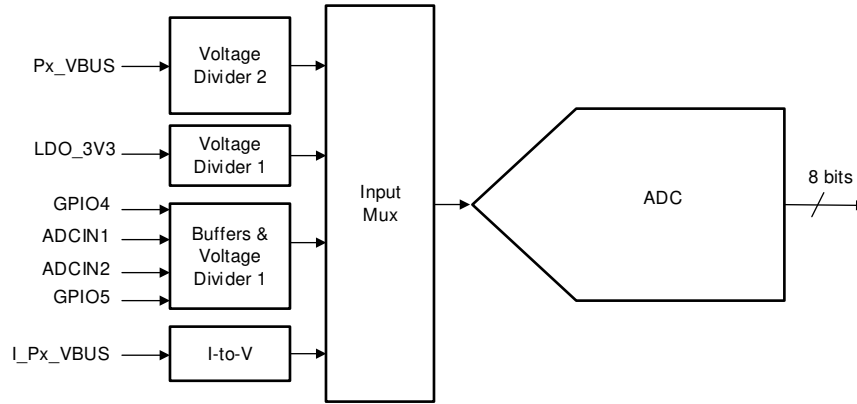 Px_VBUS
Voltage
Divider 2
LDO_3V3
Voltage
Divider 1
GPIO4
ADCIN1
ADCIN2
GPIO5
Buffers &
Voltage
Divider 1
I_Px_VBUS
I-to-V
Input
Mux
ADC
8 bits